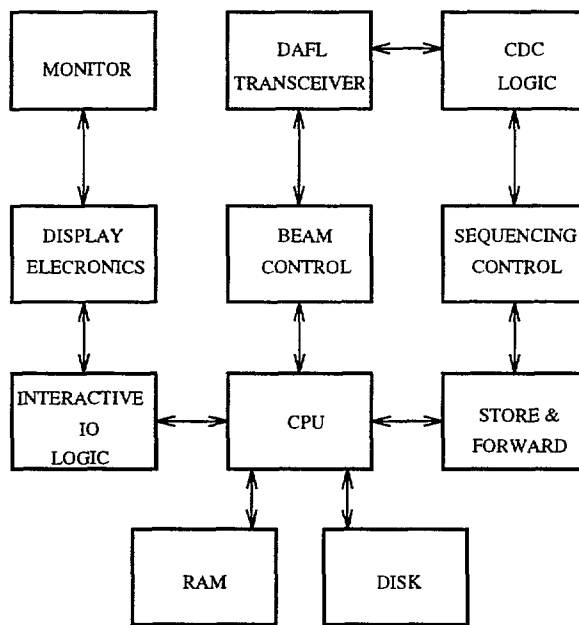 MONITOR
DAFL
TRANSCEIVER
CDC
LOGIC
DISPLAY
ELECRONICS
BEAM
CONTROL
SEQUENCING
CONTROL
INTERACTIVE
IO
LOGIC
CPU
STORE &
FORWARD
RAM
DISK